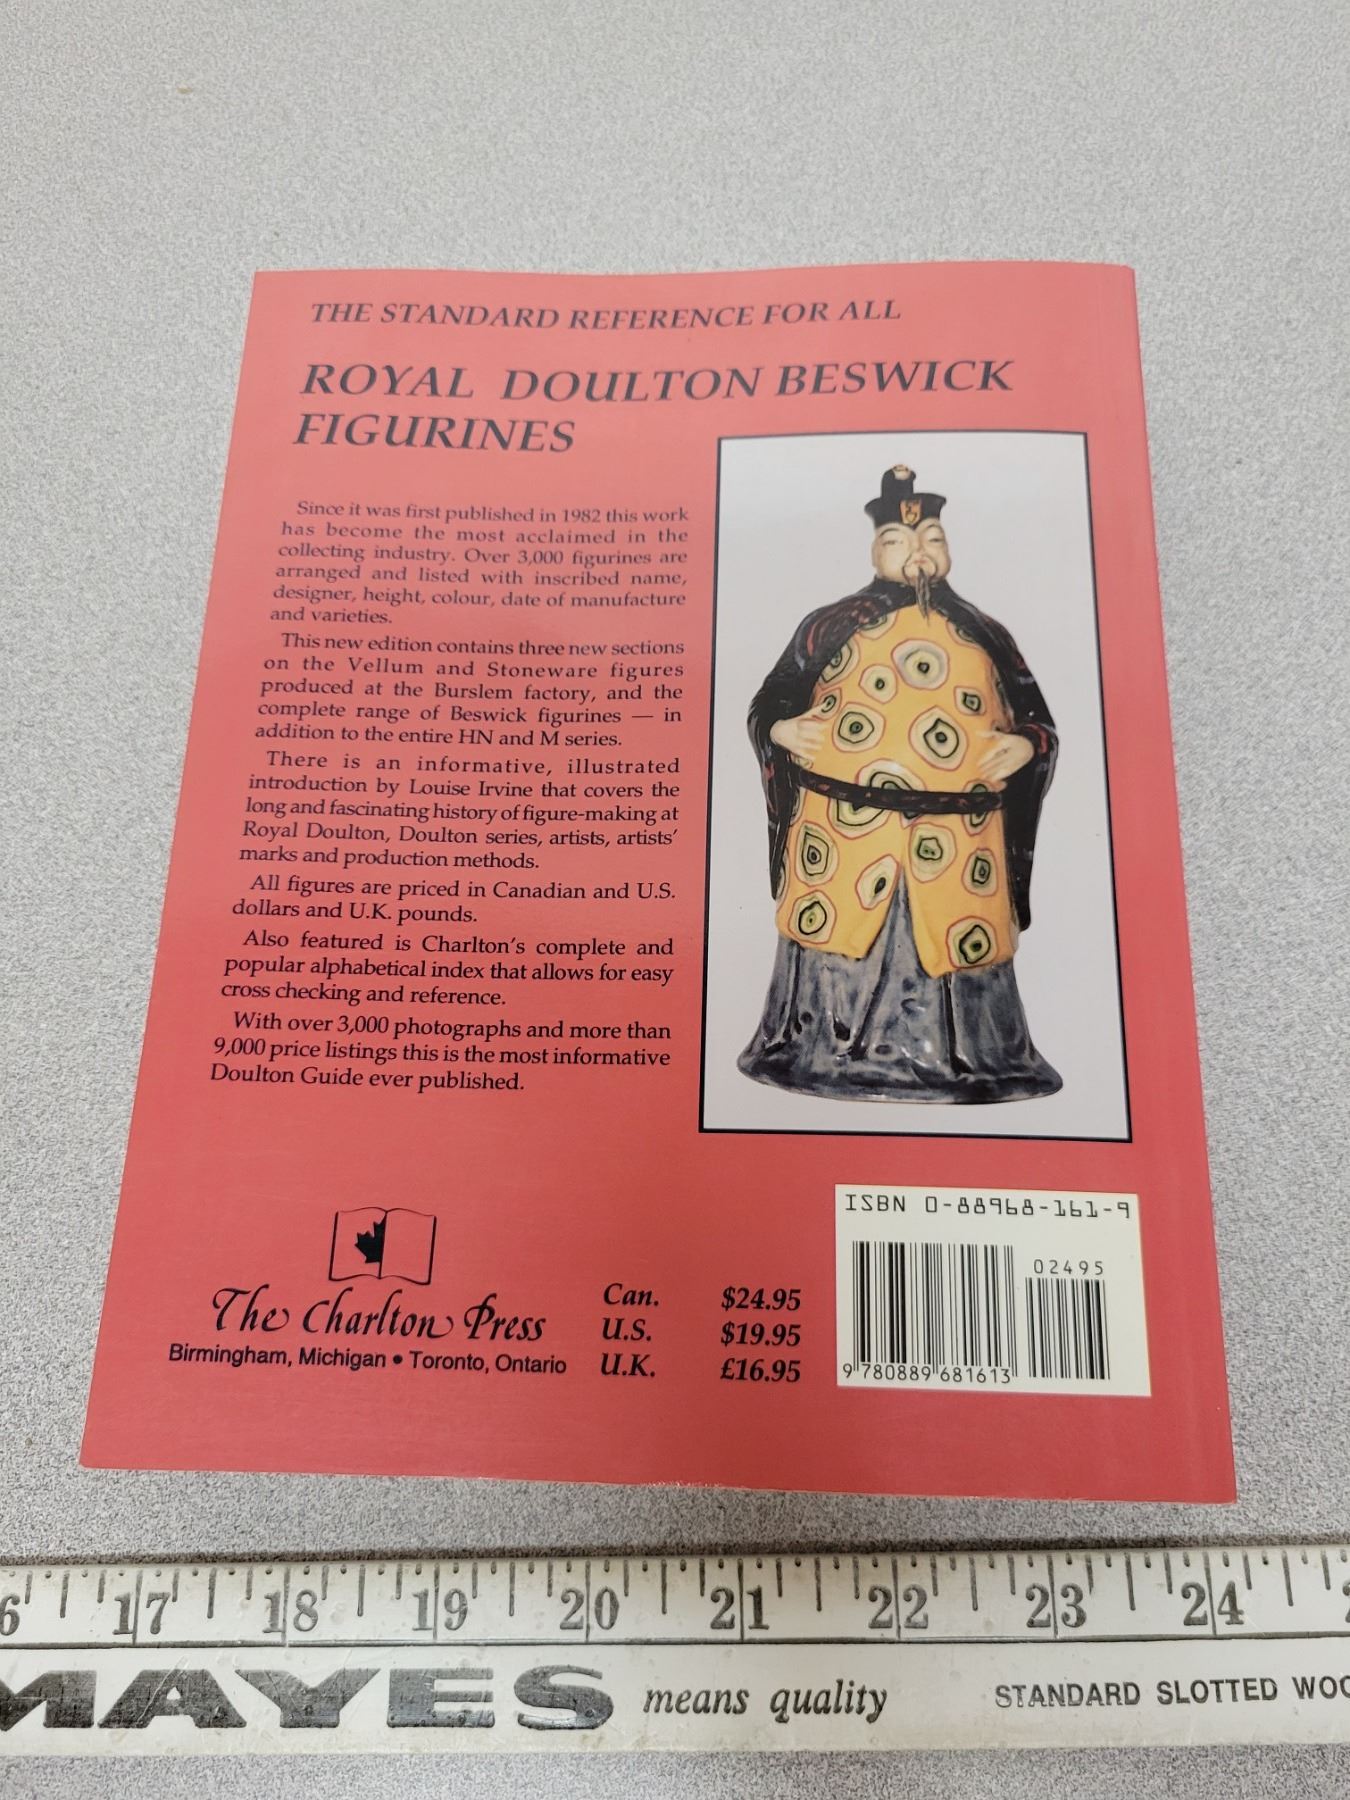 THE STANDARD REFERENCE FOR ALL
ROYAL DOULTON BESWICK
FIGURINES
Since it was first published in 1982 this work
has become the most acclaimed in the
collecting industry. Over 3,000 figurines are
arranged and listed with inscribed name,
designer, height, colour, date of manufacture
and varieties.
This new edition contains three new sections
on the Vellum and Stoneware figures
produced at the Burslem factory, and the
complete range of Beswick figurines — in
addition to the entire HN and M series.
There is an informative, illustrated
introduction by Louise Irvine that covers the
long and fascinating history of figure-making at
Royal Doulton, Doulton series, artists, artists'
marks and production methods.
All figures are priced in Canadian and U.S.
dollars and U.K. pounds.
Also featured is Charlton's complete and
popular alphabetical index that allows for easy
cross checking and reference.
With over 3,000 photographs and more than
9,000 price listings this is the most informative
Doulton Guide ever published.
The Charlton Press
Birmingham, Michigan • Toronto, Ontario
Can. $24.95
U.S. $19.95
U.K. £16.95
ISBN 0-88968-161-9
02495
9 780889 681613
6 17 18 19 20 21 22 23 24
MAYES means quality STANDARD SLOTTED WOO